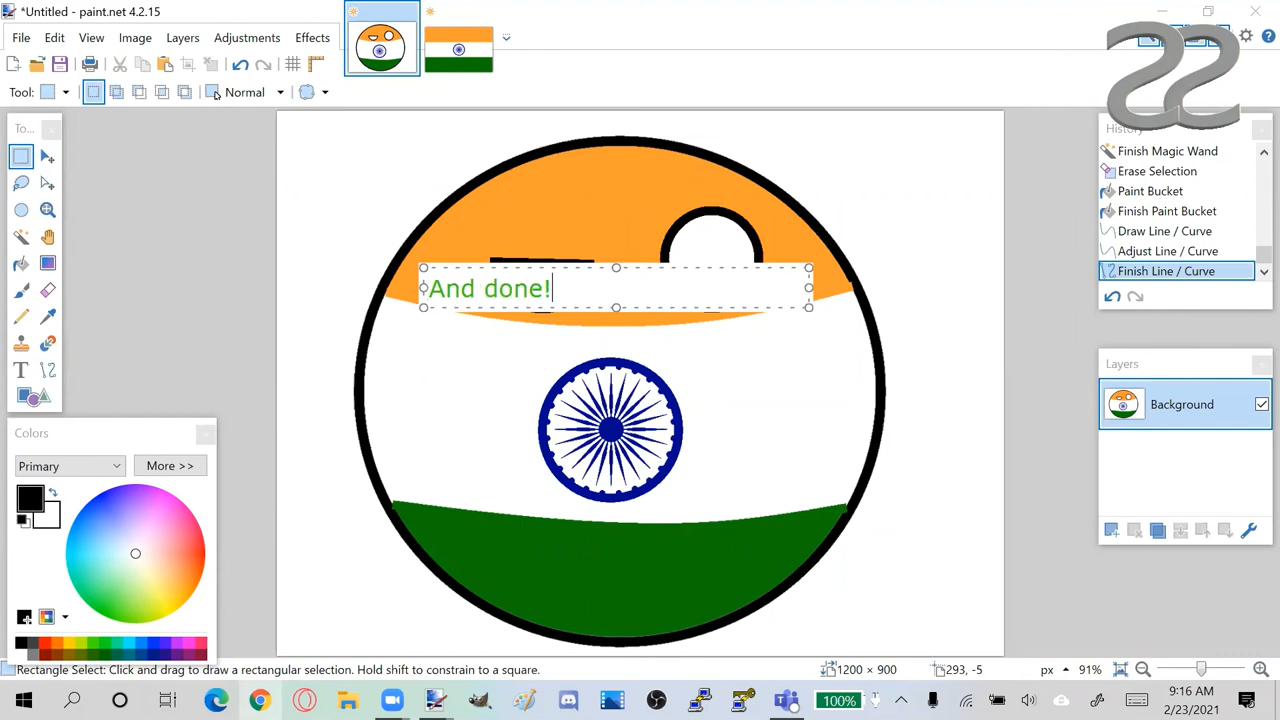 *Untitled - paint.net 4.2.15
File Edit View Image Layers Adjustments Effects
Tool: Normal
To...
History
Finish Magic Wand
Erase Selection
Paint Bucket
Finish Paint Bucket
Draw Line / Curve
Adjust Line / Curve
Finish Line / Curve
And done!
Layers
Background
Colors
Primary More >>
Rectangle Select: Click and drag to draw a rectangular selection. Hold shift to constrain to a square. 1200 × 900 293, -5 px 91%
100% 9:16 AM
2/23/2021